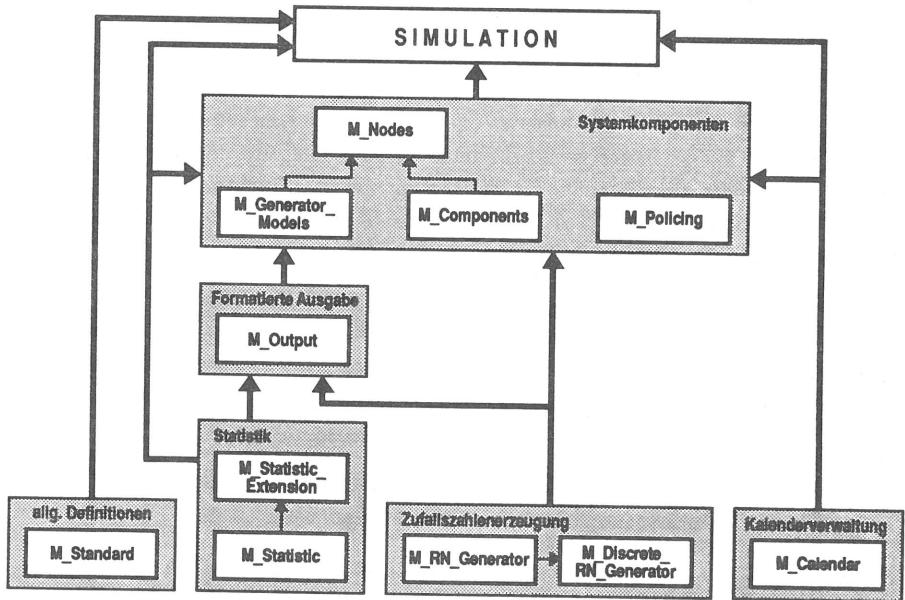 SIMULATION
Systemkomponenten
M_Nodes
M_Generator_
Models
M_Components
M_Policing
Formatierte Ausgabe
M_Output
Statistik
M_Statistic_
Extension
M_Statistic
allg. Definitionen
M_Standard
Zufallszahlenerzeugung
M_RN_Generator
M_Discrete_
RN_Generator
Kalenderverwaltung
M_Calendar